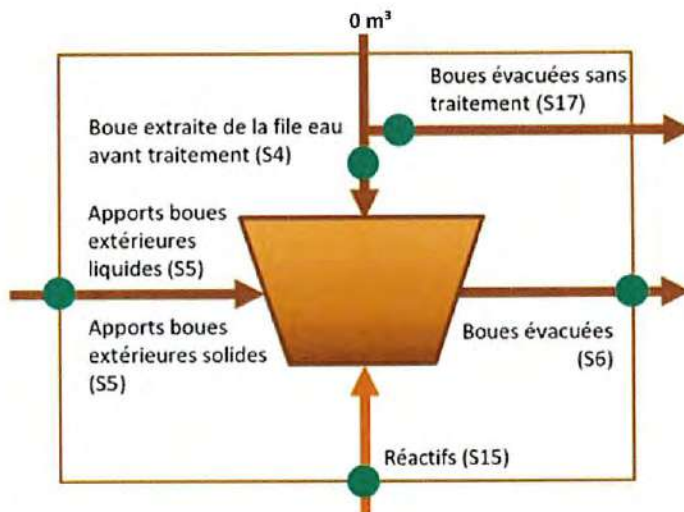 0 m³
Boues évacuées sans
traitement (S17)
Boue extraite de la file eau
avant traitement (S4)
Apports boues
extérieures
liquides (S5)
Apports boues
extérieures solides
(S5)
Boues évacuées
(S6)
Réactifs (S15)